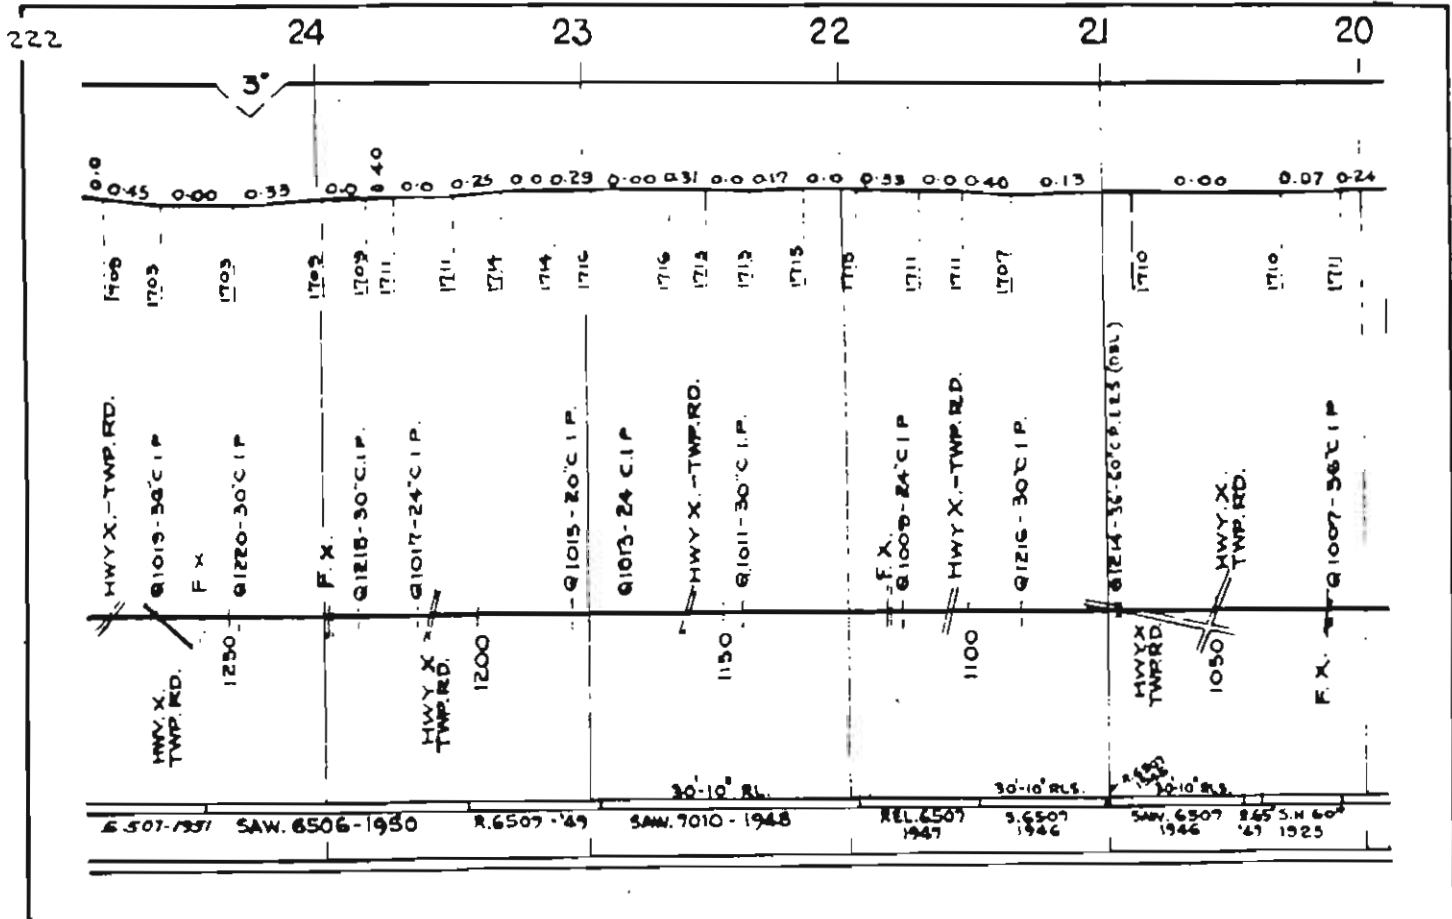 222
24
23
22
21
20
3°
0.0
0.45
0.00
0.33
0.0
0.40
0.0
0.25
0.0
0.29
0.00
0.31
0.0
0.17
0.0
0.33
0.0
0.40
0.13
0.00
0.07
0.24
1703
1703
1709
1711
1711
1714
1714
1716
1716
1713
1713
1715
1711
1711
1707
1710
1710
1711
HWY X.-TWP. RD.
F X
Q1220-30"C I P
F. X.
Q1218-30"C.I.P.
Q1017-24"C I P.
Q1015-20"C I P.
Q1013-24 C.I.P
HWY X.-TWP. RD.
Q1011-30"C I.P.
F. X.
Q1009-24"C I P
HWY X.-TWP. RD.
Q1216-30"C I.P.
HWY. X.
TWP. RD.
Q1007-36"C I P
HWY. X.
TWP. RD.
1250
HWY X
TWP. RD.
1200
1150
1100
HWY X
TWP. RD.
1050
F. X.
30'-10" RL.
30'-10" RLS.
30'-10" RLS.
SAW. 6506-1950
R. 6507-'49
SAW. 7010-1948
REL. 6507
1947
S. 6507
1946
SAW. 6507
1946
'49
S.H 60#
1925